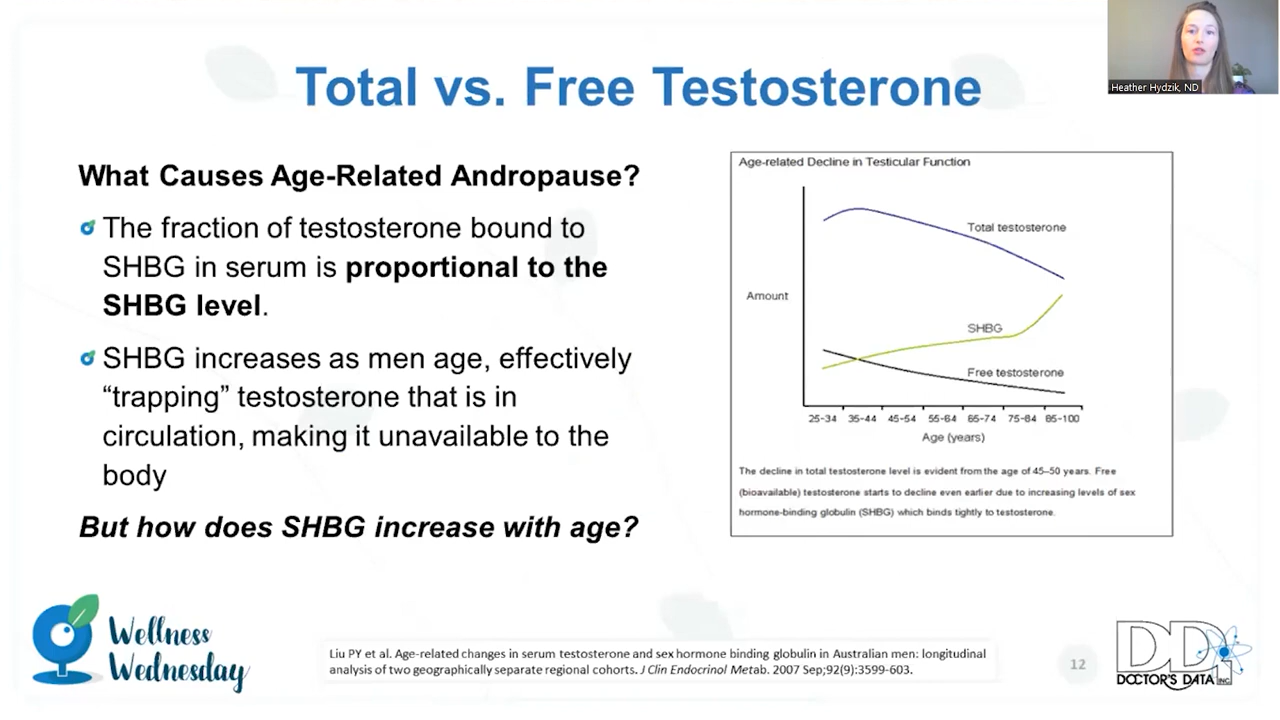 Heather Hydzik, ND
Total vs. Free Testosterone
What Causes Age-Related Andropause?
The fraction of testosterone bound to
SHBG in serum is proportional to the
SHBG level.
SHBG increases as men age, effectively
“trapping” testosterone that is in
circulation, making it unavailable to the
body
But how does SHBG increase with age?
Age-related Decline in Testicular Function
Total testosterone
Amount
SHBG
Free testosterone
25-34 35-44 45-54 55-64 65-74 75-84 85-100
Age (years)
The decline in total testosterone level is evident from the age of 45–50 years. Free
(bioavailable) testosterone starts to decline even earlier due to increasing levels of sex
hormone-binding globulin (SHBG) which binds tightly to testosterone.
Wellness
Wednesday
Liu PY et al. Age-related changes in serum testosterone and sex hormone binding globulin in Australian men: longitudinal
analysis of two geographically separate regional cohorts. J Clin Endocrinol Metab. 2007 Sep;92(9):3599-603.
12
DDI
DOCTOR'S DATA INC.